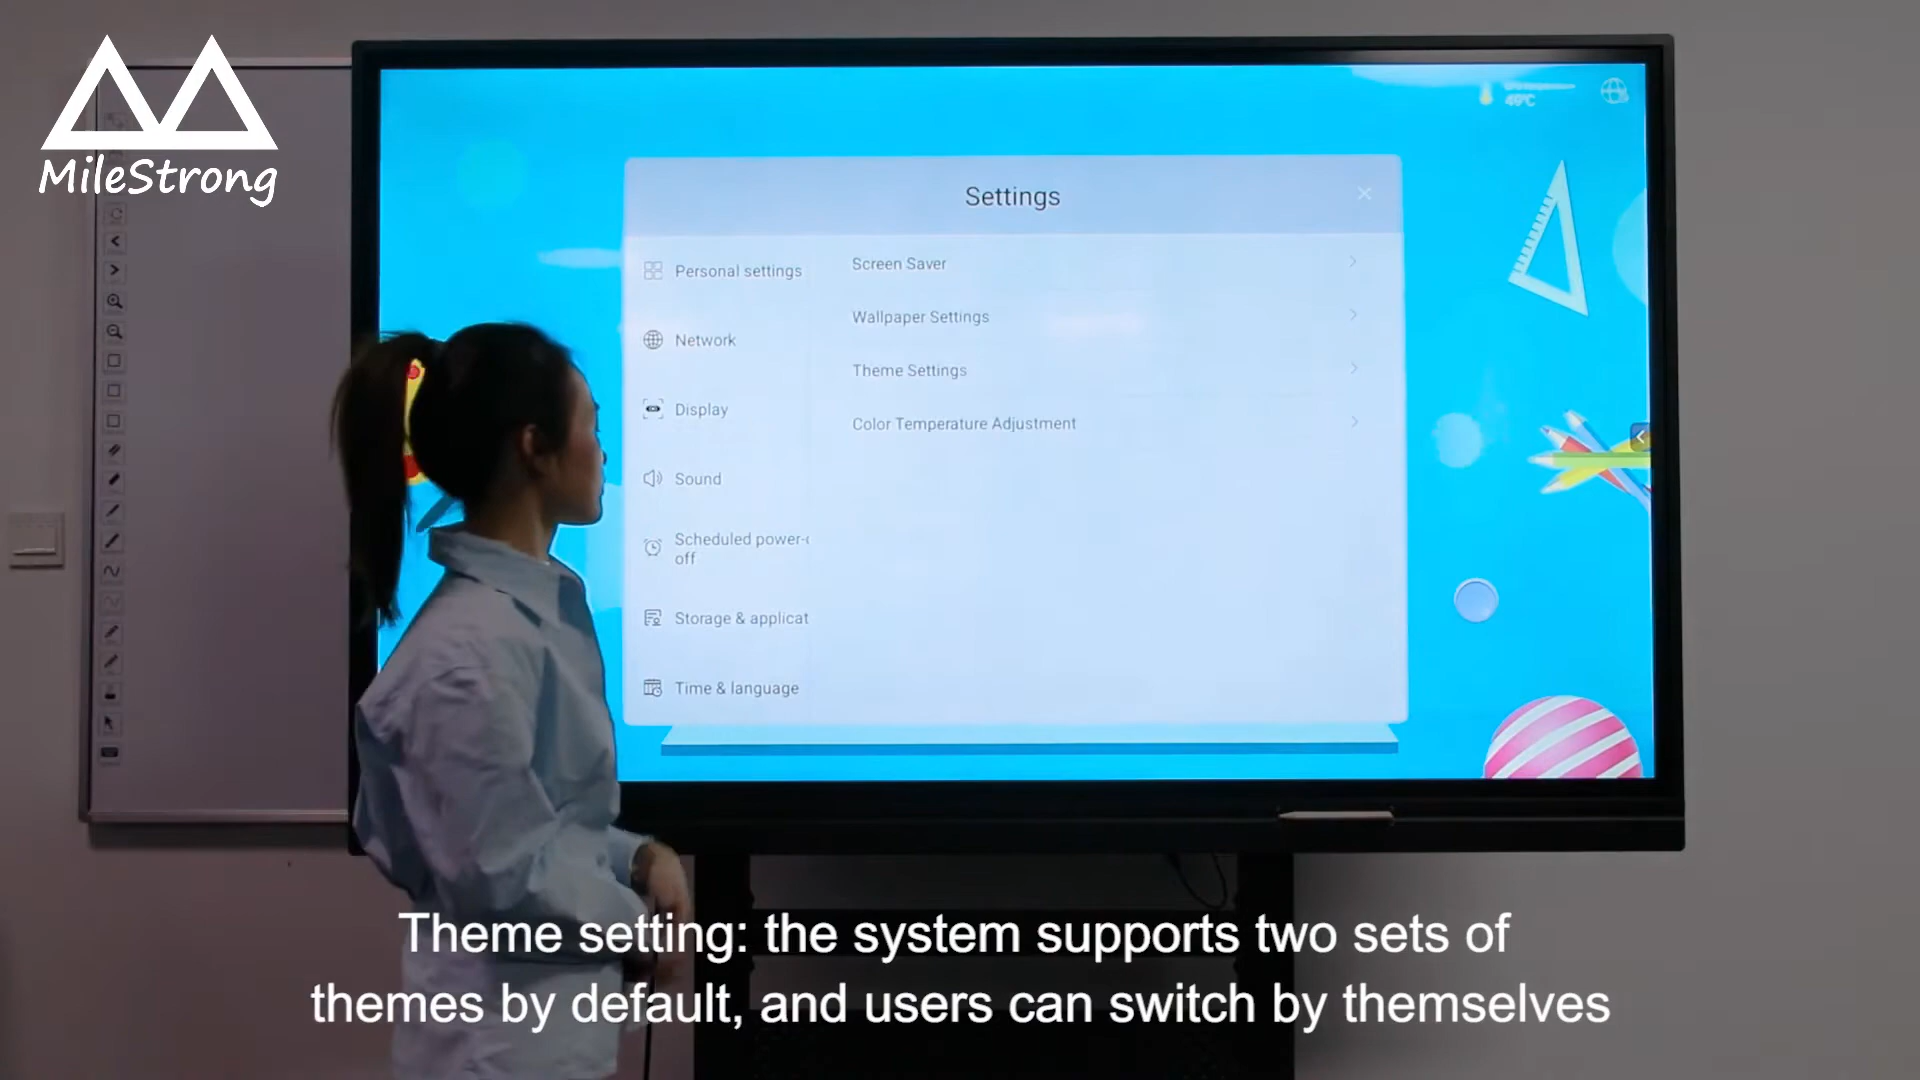 MileStrong
49°C
Settings
Personal settings
Network
Display
Sound
Scheduled power-
off
Storage & applicat
Time & language
Screen Saver
Wallpaper Settings
Theme Settings
Color Temperature Adjustment
Theme setting: the system supports two sets of
themes by default, and users can switch by themselves